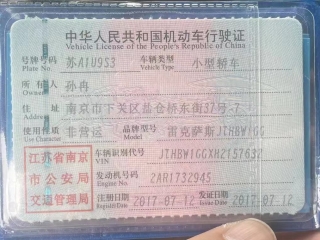 中华人民共和国机动车行驶证
Vehicle License of the People's Republic of China
号牌号码 苏A1U9S3 车辆类型 小型轿车
Plate No. Vehicle Type
所有人 孙冉
Owner
住址 南京市下关区盐仓桥东街37号-7
Address
使用性质 非营运 品牌型号 雷克萨斯JTHBW1GG
Use Character Model
江苏省南京
市公安局
交通管理局
车辆识别代号 JTHBW1GGXH2157632
VIN
发动机号码 2AR1732945
Engine No.
注册日期 2017-07-12 发证日期 2017-07-12
Register Date Issue Date